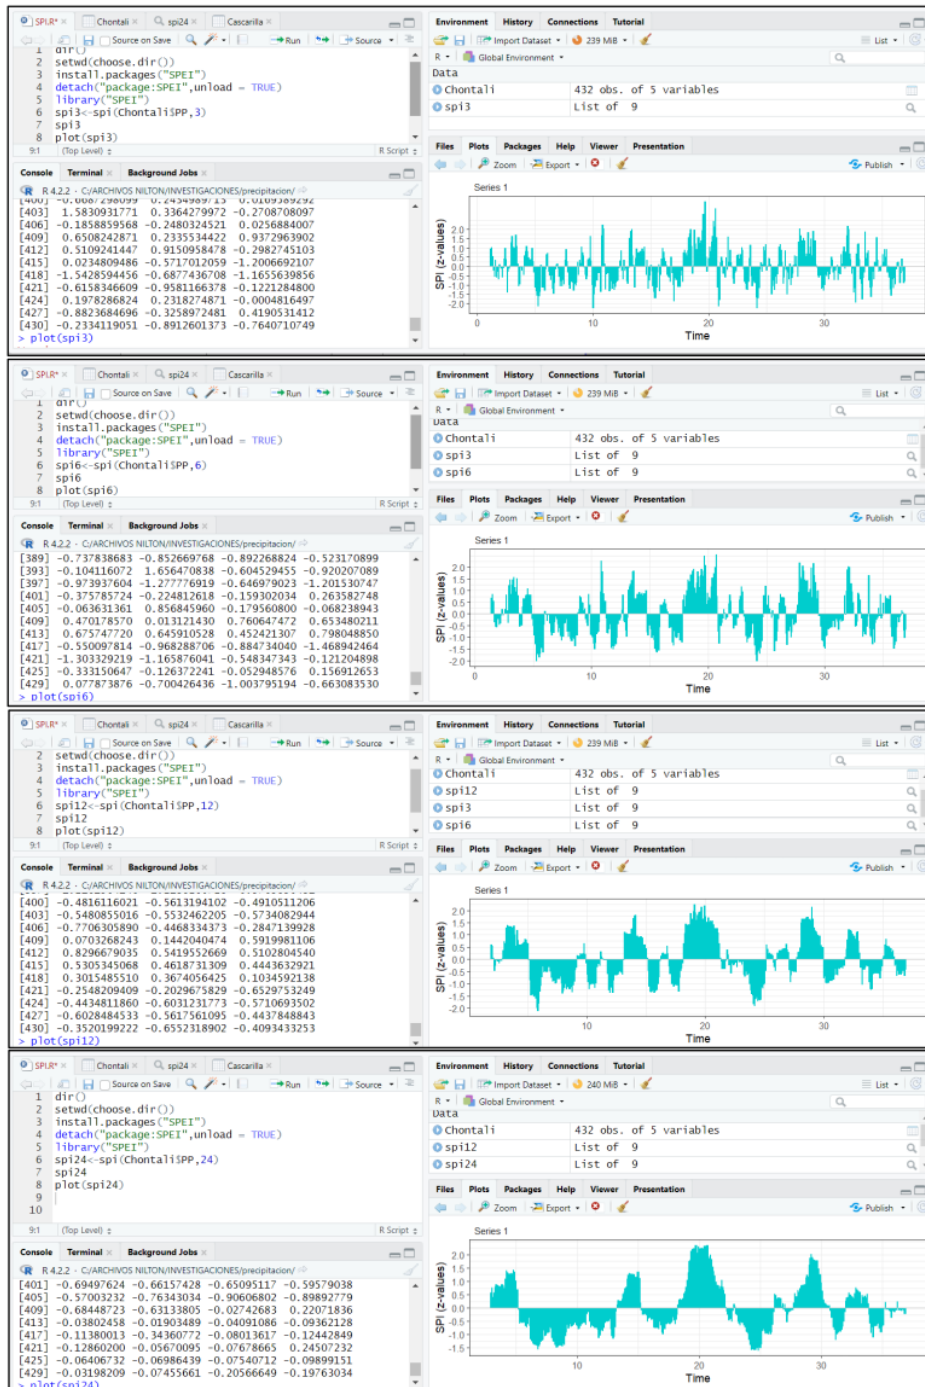 SPI.R* × Chontali × spi24 × Cascarilla ×
Source on Save Run Source
1 dir()
2 setwd(choose.dir())
3 install.packages("SPEI")
4 detach("package:SPEI",unload = TRUE)
5 library("SPEI")
6 spi3<-spi(Chontali$PP,3)
7 spi3
8 plot(spi3)
9:1 (Top Level) R Script
Console Terminal × Background Jobs ×
R 4.2.2 · C:/ARCHIVOS NILTON/INVESTIGACIONES/precipitacion/
[400] -0.6687298099 0.2454989713 0.0169389292
[403] 1.5830931771 0.3364279972 -0.2708708097
[406] -0.1858859568 -0.2480324521 0.0256884007
[409] 0.6508242871 0.2335534422 0.9372963902
[412] 0.5109241447 0.9150958478 -0.2982745103
[415] 0.0234809486 -0.5717012059 -1.2006692107
[418] -1.5428594456 -0.6877436708 -1.1655639856
[421] -0.6158346609 -0.9581166378 -0.1221284800
[424] 0.1978286824 0.2318274871 -0.0004816497
[427] -0.8823684696 -0.3258972481 0.4190531412
[430] -0.2334119051 -0.8912601373 -0.7640710749
> plot(spi3)
Environment History Connections Tutorial
Import Dataset 239 MiB List
R Global Environment
Data
Chontali 432 obs. of 5 variables
spi3 List of 9
Files Plots Packages Help Viewer Presentation
Zoom Export Publish
Series 1
SPI (z-values)
2.0
1.5
1.0
0.5
0.0
-0.5
-1.0
-1.5
-2.0
0 10 20 30
Time
SPI.R* × Chontali × spi24 × Cascarilla ×
Source on Save Run Source
1 dir()
2 setwd(choose.dir())
3 install.packages("SPEI")
4 detach("package:SPEI",unload = TRUE)
5 library("SPEI")
6 spi6<-spi(Chontali$PP,6)
7 spi6
8 plot(spi6)
9:1 (Top Level) R Script
Console Terminal × Background Jobs ×
R 4.2.2 · C:/ARCHIVOS NILTON/INVESTIGACIONES/precipitacion/
[389] -0.737838683 -0.852669768 -0.892268824 -0.523170899
[393] -0.104116072 1.656470838 -0.604529455 -0.920207089
[397] -0.973937604 -1.277776919 -0.646979023 -1.201530747
[401] -0.375785724 -0.224812618 -0.159302034 0.263582748
[405] -0.063631361 0.856845960 -0.179560800 -0.068238943
[409] 0.470178570 0.013121430 0.760647472 0.653480211
[413] 0.675747720 0.645910528 0.452421307 0.798048850
[417] -0.550097814 -0.968288706 -0.884734040 -1.468942464
[421] -1.303329219 -1.165876041 -0.548347343 -0.121204898
[425] -0.333150647 -0.126372241 -0.052948576 0.156912653
[429] 0.077873876 -0.700426436 -1.003795194 -0.663083530
> plot(spi6)
Environment History Connections Tutorial
Import Dataset 239 MiB List
R Global Environment
Data
Chontali 432 obs. of 5 variables
spi3 List of 9
spi6 List of 9
Files Plots Packages Help Viewer Presentation
Zoom Export Publish
Series 1
SPI (z-values)
2.0
1.5
1.0
0.5
0.0
-0.5
-1.0
-1.5
-2.0
0 10 20 30
Time
SPI.R* × Chontali × spi24 × Cascarilla ×
Source on Save Run Source
2 setwd(choose.dir())
3 install.packages("SPEI")
4 detach("package:SPEI",unload = TRUE)
5 library("SPEI")
6 spi12<-spi(Chontali$PP,12)
7 spi12
8 plot(spi12)
9:1 (Top Level) R Script
Console Terminal × Background Jobs ×
R 4.2.2 · C:/ARCHIVOS NILTON/INVESTIGACIONES/precipitacion/
[400] -0.4816116021 -0.5613194102 -0.4910511206
[403] -0.5480855016 -0.5532462205 -0.5734082944
[406] -0.7706305890 -0.4468334373 -0.2847139928
[409] 0.0703268243 0.1442040474 0.5919981106
[412] 0.8296679035 0.5419552669 0.5102804540
[415] 0.5305345068 0.4618731309 0.4443632921
[418] 0.3015485510 0.3674056425 0.1034592138
[421] -0.2548209409 -0.2029675829 -0.6529753249
[424] -0.4434811860 -0.6031231773 -0.5710693502
[427] -0.6028484533 -0.5617561095 -0.4437848843
[430] -0.3520199222 -0.6552318902 -0.4093433253
> plot(spi12)
Environment History Connections Tutorial
Import Dataset 239 MiB List
R Global Environment
Chontali 432 obs. of 5 variables
spi12 List of 9
spi3 List of 9
spi6 List of 9
Files Plots Packages Help Viewer Presentation
Zoom Export Publish
Series 1
SPI (z-values)
2.0
1.5
1.0
0.5
0.0
-0.5
-1.0
-1.5
-2.0
10 20 30
Time
SPI.R* × Chontali × spi24 × Cascarilla ×
Source on Save Run Source
1 dir()
2 setwd(choose.dir())
3 install.packages("SPEI")
4 detach("package:SPEI",unload = TRUE)
5 library("SPEI")
6 spi24<-spi(Chontali$PP,24)
7 spi24
8 plot(spi24)
9
10
9:1 (Top Level) R Script
Console Terminal × Background Jobs ×
R 4.2.2 · C:/ARCHIVOS NILTON/INVESTIGACIONES/precipitacion/
[401] -0.69497624 -0.66157428 -0.65095117 -0.59579038
[405] -0.57003232 -0.76343034 -0.90606802 -0.89892779
[409] -0.68448723 -0.63133805 -0.02742683 0.22071836
[413] -0.03802458 -0.01903489 -0.04091086 -0.09362128
[417] -0.11380013 -0.34360772 -0.08013617 -0.12442849
[421] -0.12860200 -0.05670095 -0.07678665 0.24507232
[425] -0.06406732 -0.06986439 -0.07540712 -0.09899151
[429] -0.03198209 -0.07455661 -0.20566649 -0.19763034
> plot(spi24)
Environment History Connections Tutorial
Import Dataset 240 MiB List
R Global Environment
Data
Chontali 432 obs. of 5 variables
spi12 List of 9
spi24 List of 9
Files Plots Packages Help Viewer Presentation
Zoom Export Publish
Series 1
SPI (z-values)
2.0
1.5
1.0
0.5
0.0
-0.5
-1.0
-1.5
10 20 30
Time